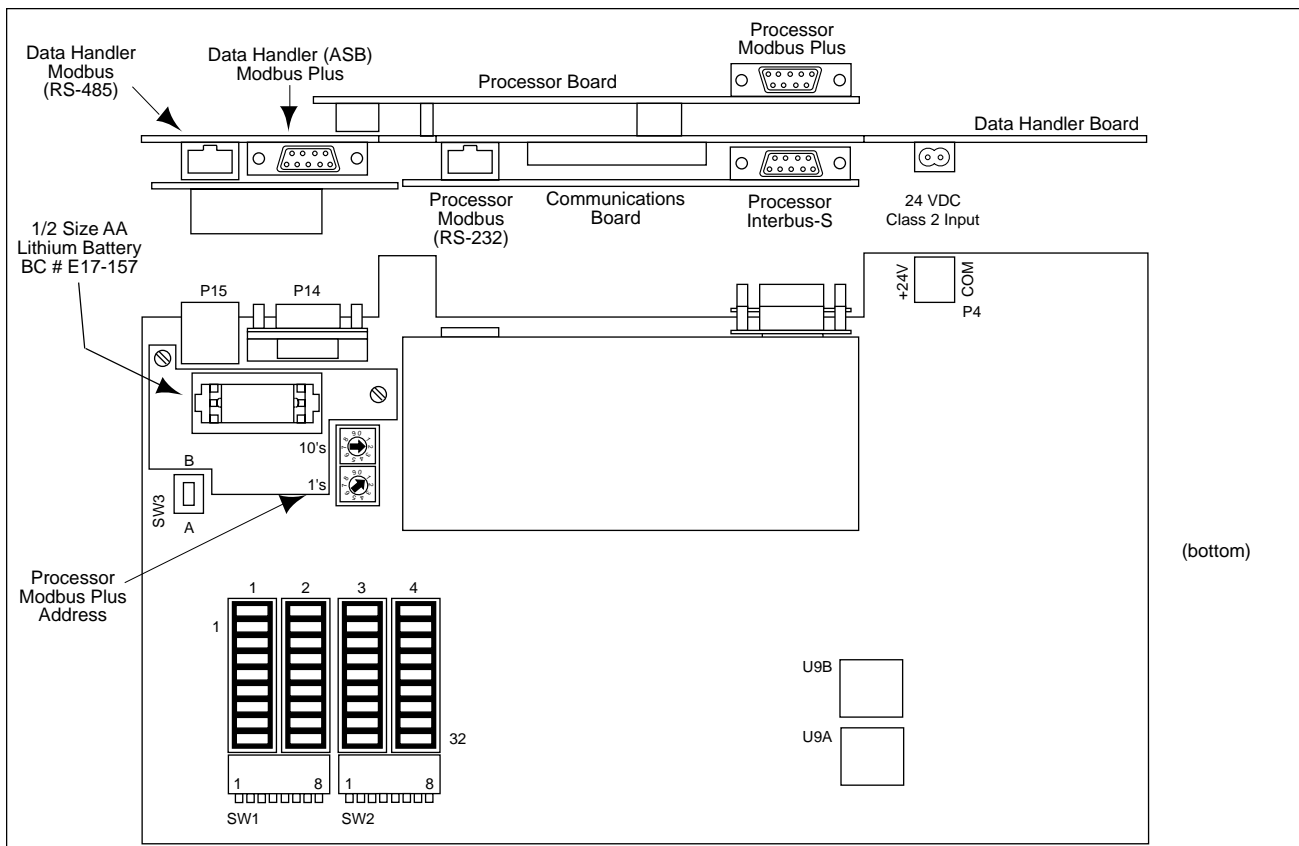 Processor
Modbus Plus
Data Handler
Modbus
(RS-485)
Data Handler (ASB)
Modbus Plus
Processor Board
Data Handler Board
Processor
Modbus
(RS-232)
Communications
Board
Processor
Interbus-S
24 VDC
Class 2 Input
1/2 Size AA
Lithium Battery
BC # E17-157
P15
P14
+24V
COM
P4
10's
1's
B
SW3
A
(bottom)
Processor
Modbus Plus
Address
1 2 3 4
1
32
U9B
U9A
1 8
1 8
SW1
SW2